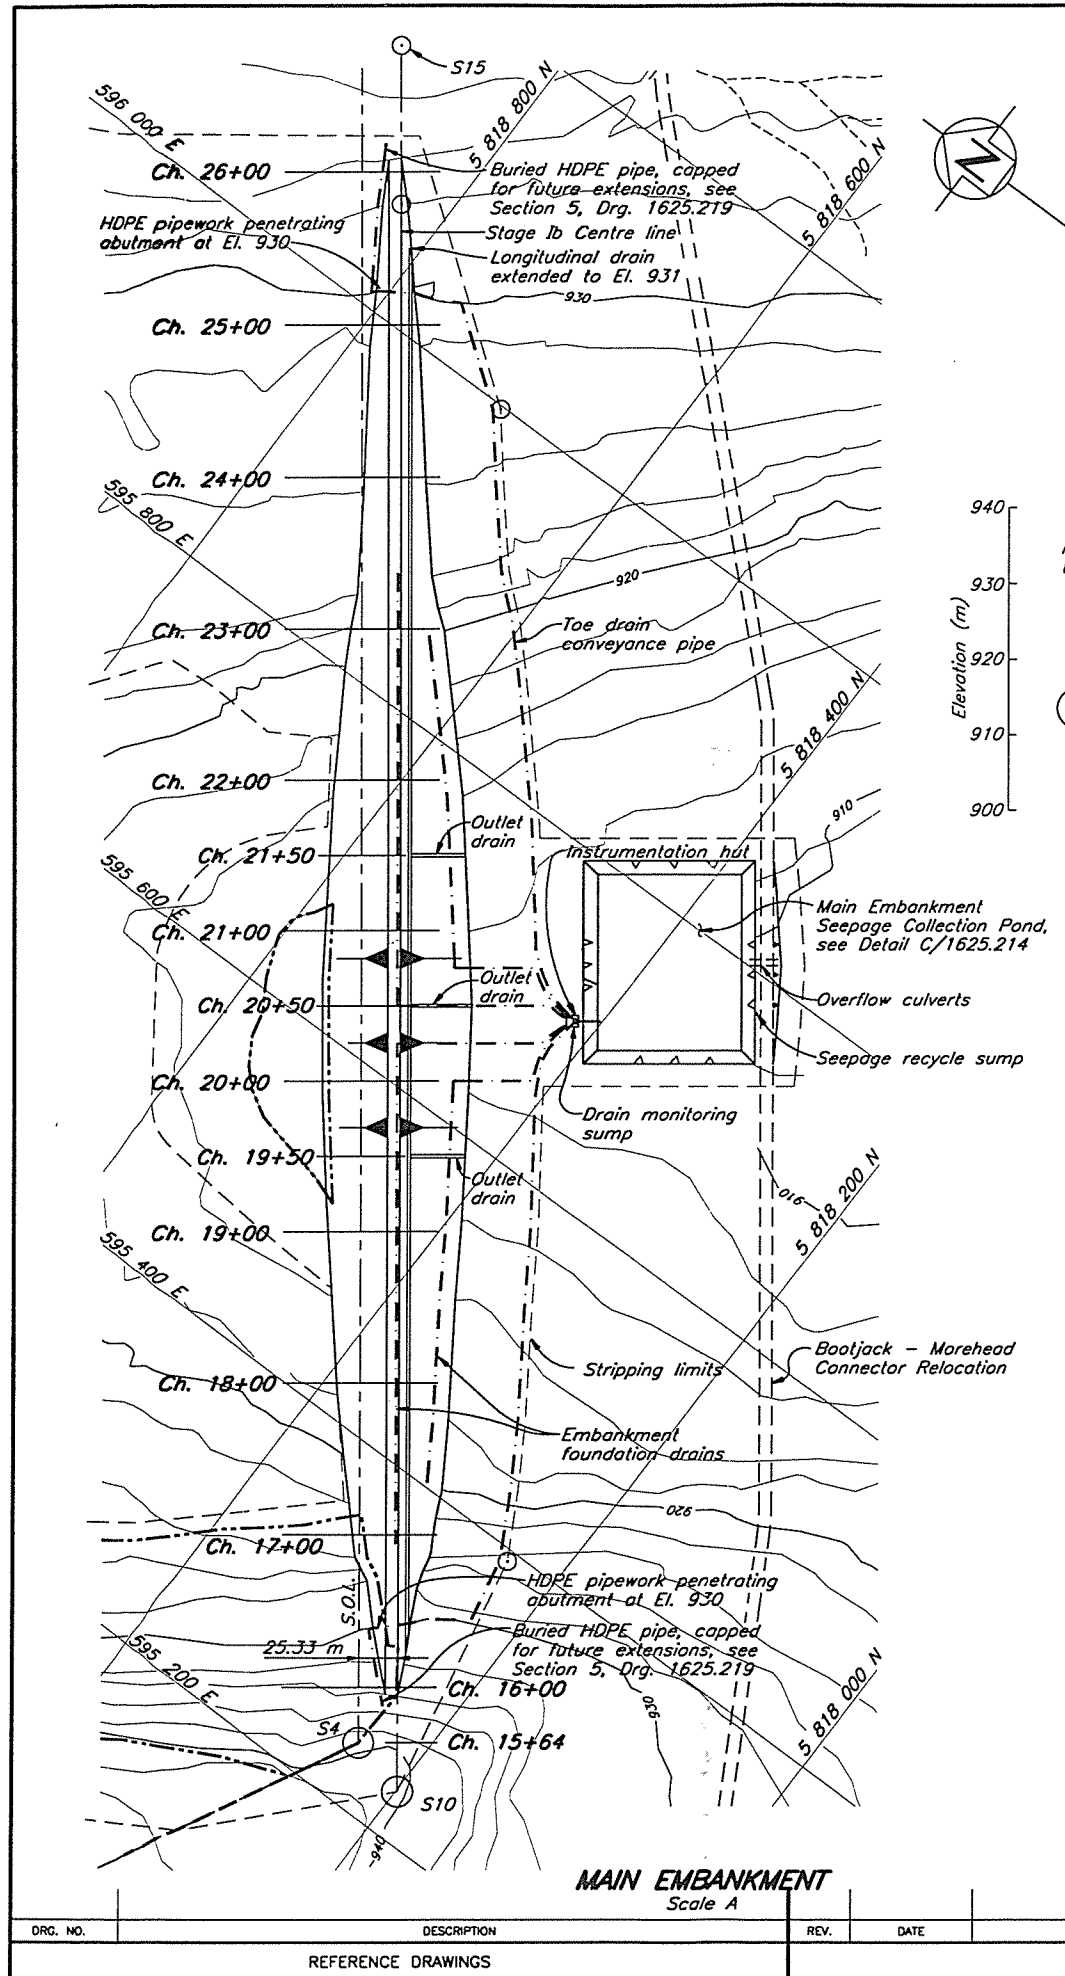 S15
596 000 E
5 818 800 N
Ch. 26+00
Buried HDPE pipe, capped
for future extensions, see
Section 5, Drg. 1625.219
5 818 600 N
N
HDPE pipework penetrating
abutment at El. 930
Stage Ib Centre line
Longitudinal drain
extended to El. 931
930
Ch. 25+00
Ch. 24+00
595 800 E
940
930
920
910
900
Elevation (m)
920
Ch. 23+00
Toe drain
conveyance pipe
5 818 400 N
Ch. 22+00
910
Outlet
drain
Ch. 21+50
Instrumentation hut
595 600 E
Main Embankment
Seepage Collection Pond,
see Detail C/1625.214
Ch. 21+00
Outlet
drain
Ch. 20+50
Overflow culverts
Seepage recycle sump
Ch. 20+00
Drain monitoring
sump
Ch. 19+50
Outlet
drain
910
5 818 200 N
Ch. 19+00
595 400 E
Bootjack - Morehead
Connector Relocation
Stripping limits
Ch. 18+00
Embankment
foundation drains
920
Ch. 17+00
HDPE pipework penetrating
abutment at El. 930
S.O.L.
Buried HDPE pipe, capped
for future extensions, see
Section 5, Drg. 1625.219
25.33 m
595 200 E
Ch. 16+00
930
5 818 000 N
S4
Ch. 15+64
S10
940
MAIN EMBANKMENT
Scale A
DRG. NO.
DESCRIPTION
REV.
DATE
REFERENCE DRAWINGS